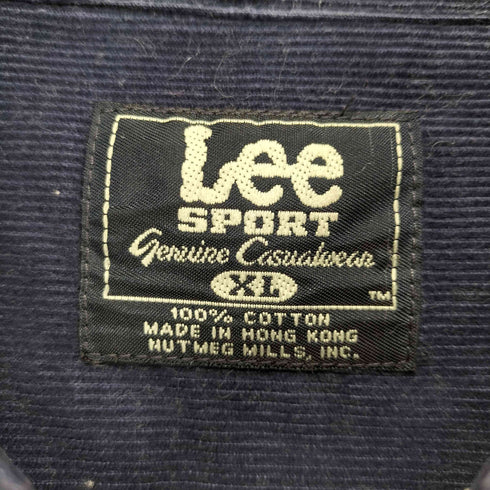 Lee
SPORT
Genuine Casualwear
XL
TM
100% COTTON
MADE IN HONG KONG
NUTMEG MILLS, INC.